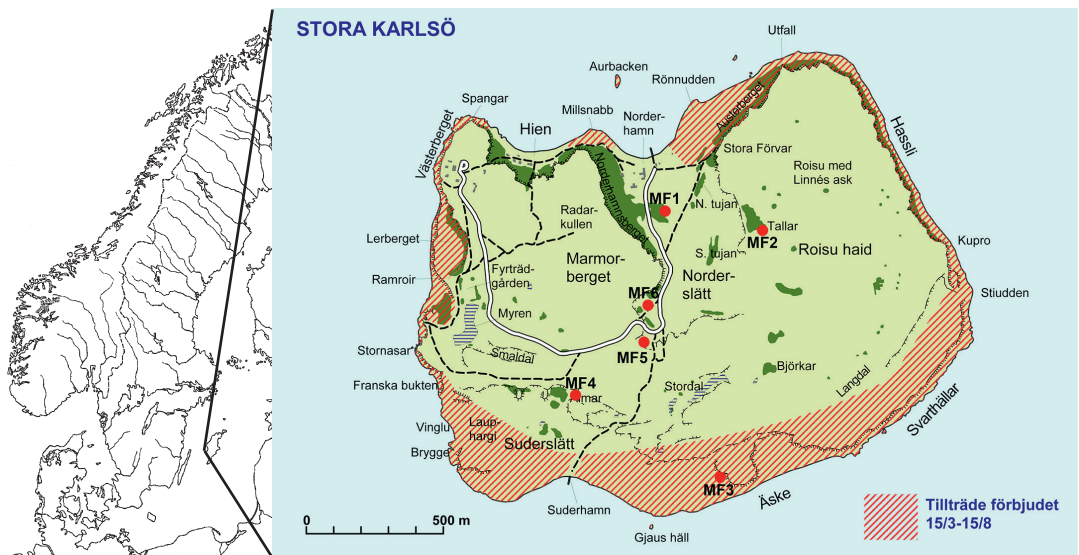 STORA KARLSÖ
Utfall
Aurbacken
Rönnudden
Spangar
Hien
Millsnabb
Norder-
hamn
Austerberget
Hassli
Västerberget
Stora Förvar
Roisu med
Linnés ask
Norderhamnsberget
MF1
N. tujan
Radar-
kullen
Tallar
MF2
Lerberget
Kupro
S. tujan
Roisu haid
Marmor-
berget
Norder-
slätt
Fyrträd-
gården
Ramroir
MF6
Stiudden
Myren
MF5
Stornasar
Smaldal
Björkar
Franska bukten
MF4
Stordal
Langdal
Svarthällar
Vinglu
Laup-
hargi
Suderslätt
Brygge
MF3
Äske
Suderhamn
0
500 m
Gjaus häll
Tillträde förbjudet
15/3-15/8